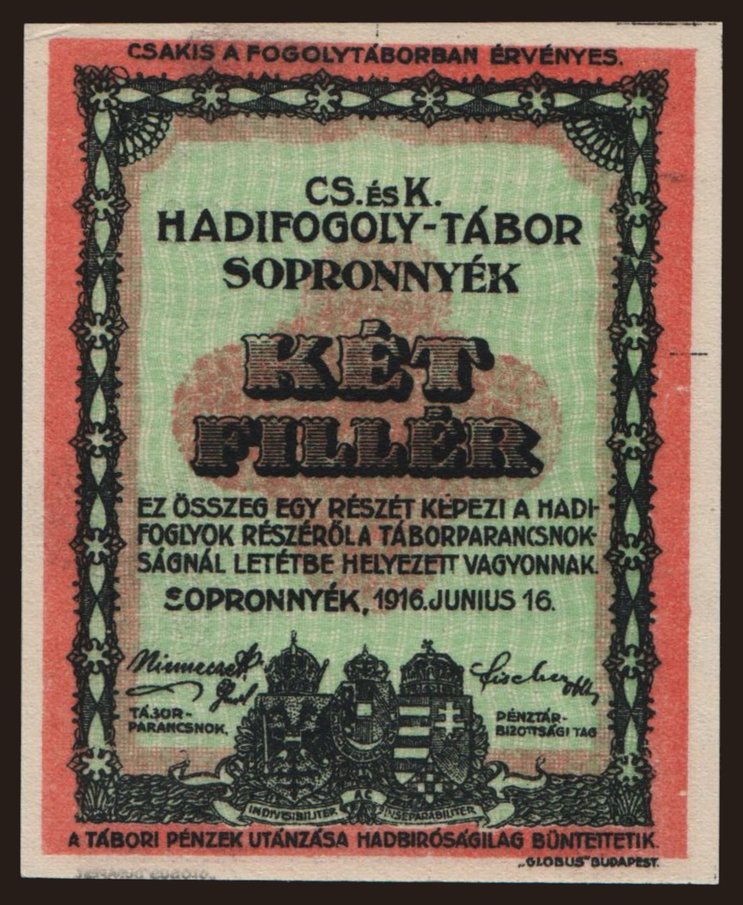 CSAKIS A FOGOLYTÁBORBAN ÉRVÉNYES.
CS. ÉS K.
HADIFOGOLY-TÁBOR
SOPRONNYÉK
KÉT
FILLÉR
EZ ÖSSZEG EGY RÉSZÉT KÉPEZI A HADI-
FOGLYOK RÉSZÉRŐL A TÁBORPARANCSNOK-
SÁGNÁL LETÉTBE HELYEZETT VAGYONNAK.
SOPRONNYÉK, 1916. JUNIUS 16.
Fischer
TÁBOR-
PARANCSNOK.
PÉNZTÁR-
BIZOTTSÁGI TAG
INDIVISIBILITER AC INSEPARABILITER
A TÁBORI PÉNZEK UTÁNZÁSA HADBIRÓSÁGILAG BÜNTETTETIK.
„GLOBUS" BUDAPEST.